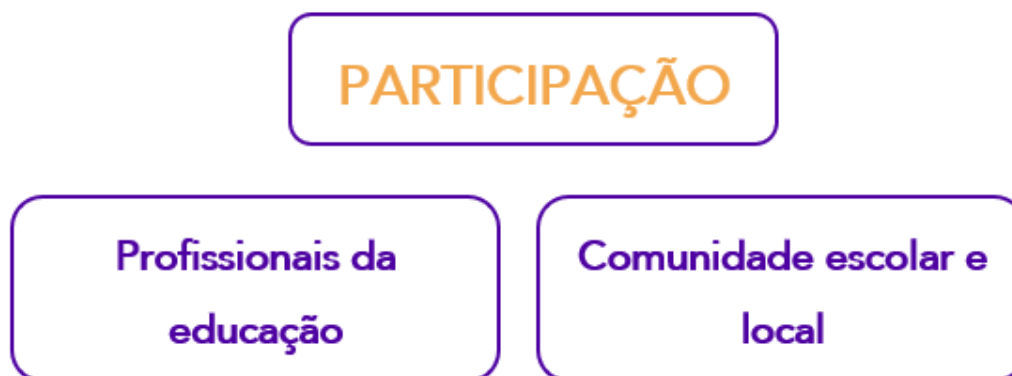 PARTICIPAÇÃO
Profissionais da
educação
Comunidade escolar e
local